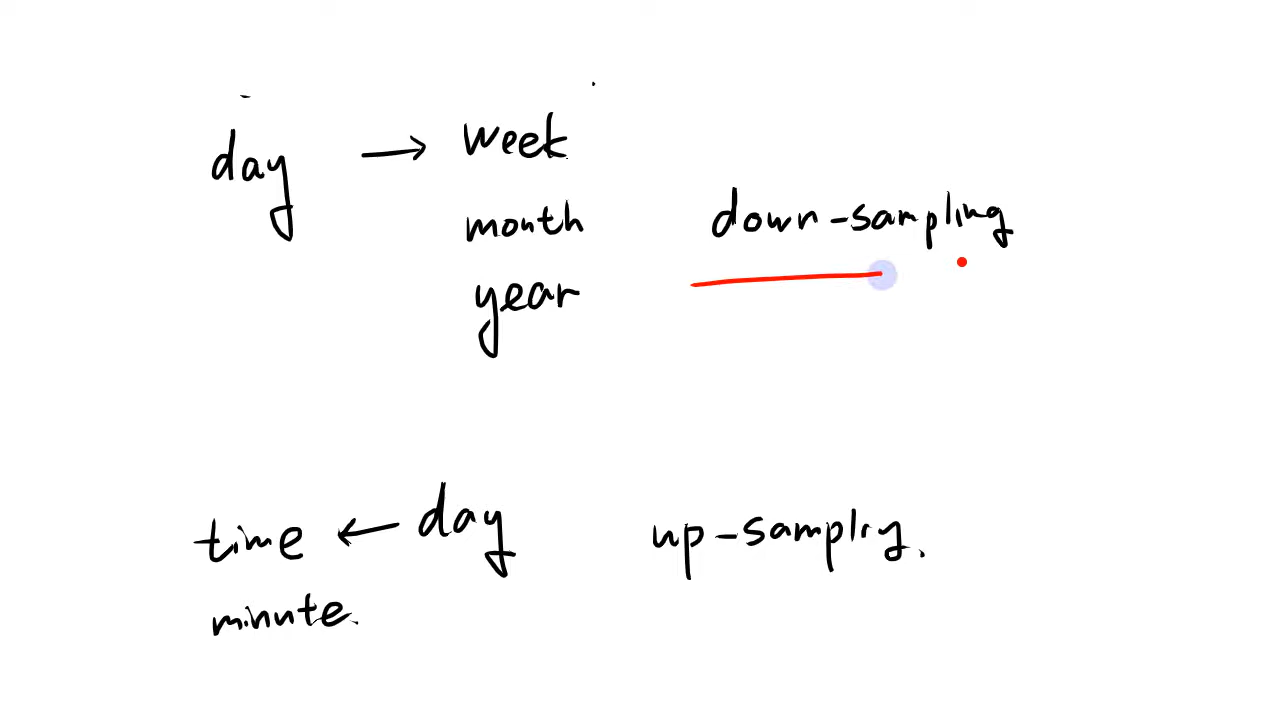 day → week
month
year
down-sampling
time ← day
minute.
up-sampling.